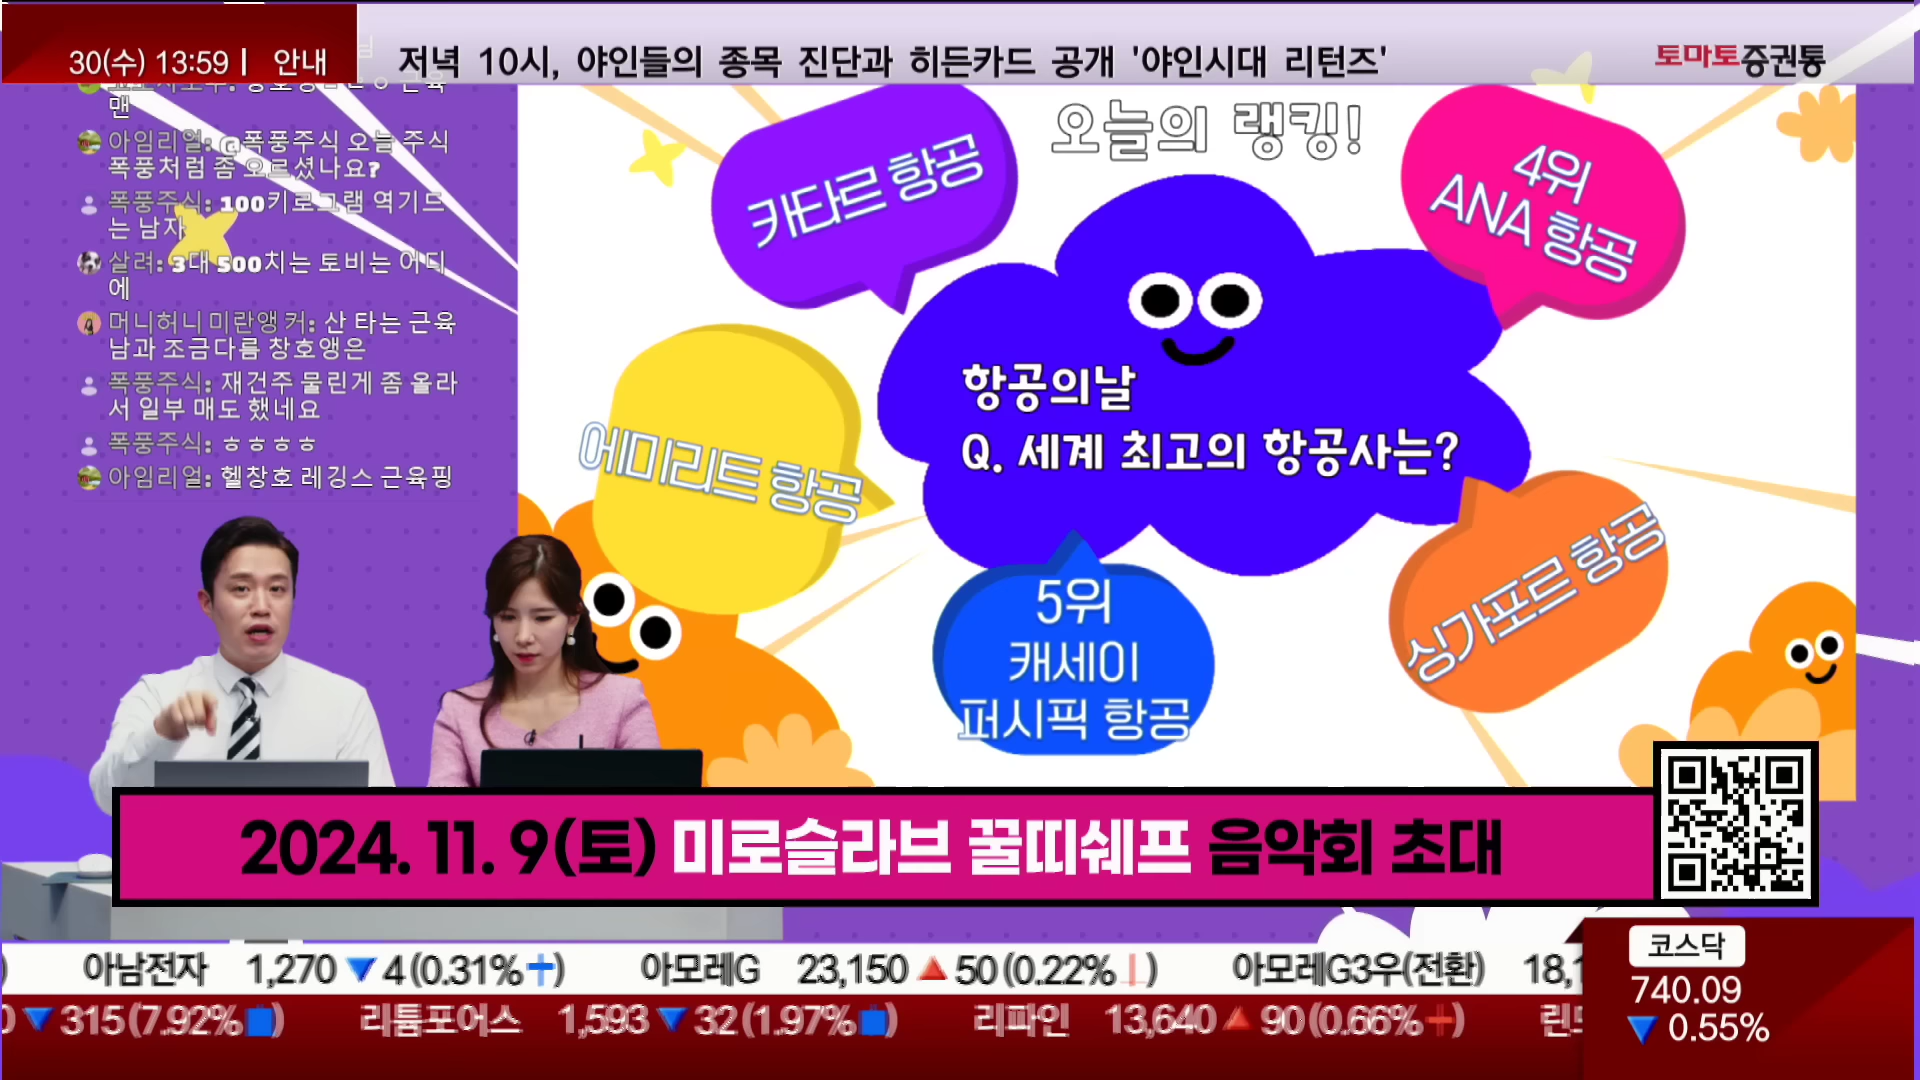 30(수) 13:59 | 안내
저녁 10시, 야인들의 종목 진단과 히든카드 공개 '야인시대 리턴즈'
토마토증권통
맨
아임리얼: @폭풍주식 오늘 주식
폭풍처럼 좀 오르셨나요?
폭풍주식: 100키로그램 역기드
는 남자
살려: 3대 500치는 토비는 어디
에
머니허니 미란앵커: 산 타는 근육
남과 조금다름 창호앵은
폭풍주식: 재건주 물린게 좀 올라
서 일부 매도 했네요
폭풍주식: ㅎㅎㅎㅎ
아임리얼: 헬창호 레깅스 근육핑
오늘의 랭킹!
카타르 항공
4위
ANA 항공
에미리트 항공
항공의날
Q. 세계 최고의 항공사는?
싱가포르 항공
5위
캐세이
퍼시픽 항공
2024. 11. 9(토) 미로슬라브 꿀띠쉐프 음악회 초대
) 아남전자 1,270 ▼ 4 (0.31% +) 아모레G 23,150 ▲ 50 (0.22% |) 아모레G3우(전환) 18,1
0 ▼ 315 (7.92% ■) 리튬포어스 1,593 ▼ 32 (1.97% ■) 리파인 13,640 ▲ 90 (0.66% +) 린드
코스닥
740.09
▼ 0.55%